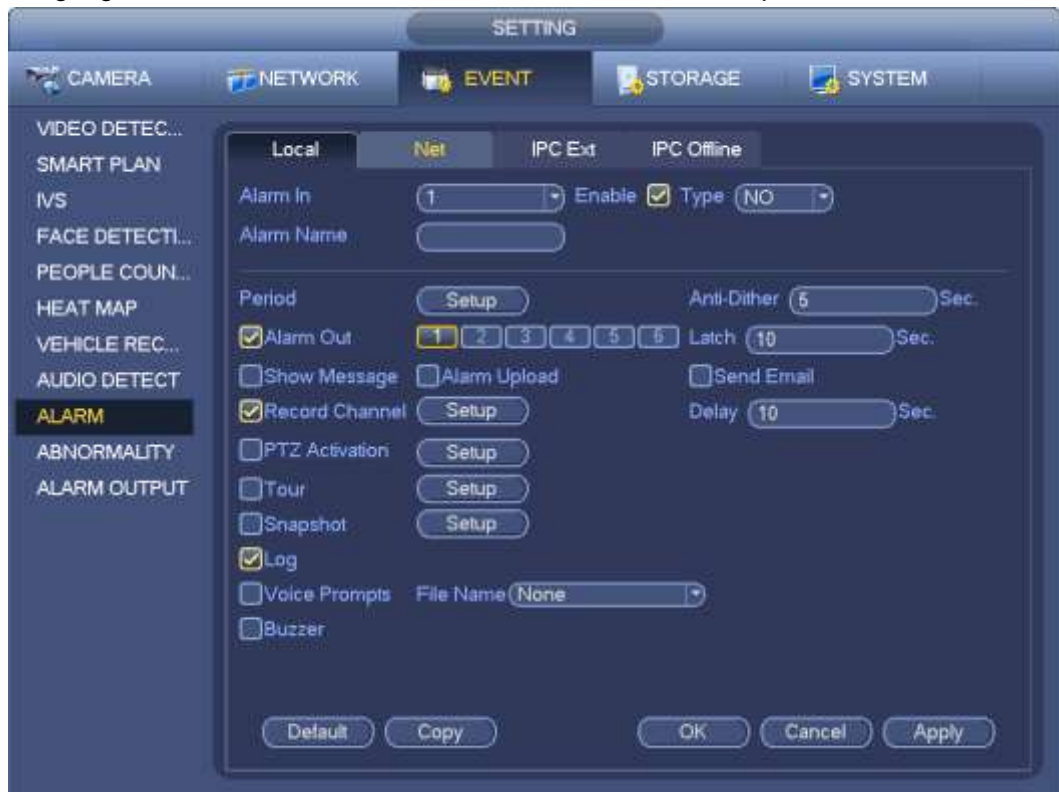 SETTING
CAMERA NETWORK EVENT STORAGE SYSTEM
VIDEO DETEC...
SMART PLAN
IVS
FACE DETECTI...
PEOPLE COUN...
HEAT MAP
VEHICLE REC...
AUDIO DETECT
ALARM
ABNORMALITY
ALARM OUTPUT
Local Net IPC Ext IPC Offline
Alarm In 1 Enable Type NO
Alarm Name
Period Setup Anti-Dither 5 Sec.
Alarm Out 1 2 3 4 5 6 Latch 10 Sec.
Show Message Alarm Upload Send Email
Record Channel Setup Delay 10 Sec.
PTZ Activation Setup
Tour Setup
Snapshot Setup
Log
Voice Prompts File Name None
Buzzer
Default Copy OK Cancel Apply